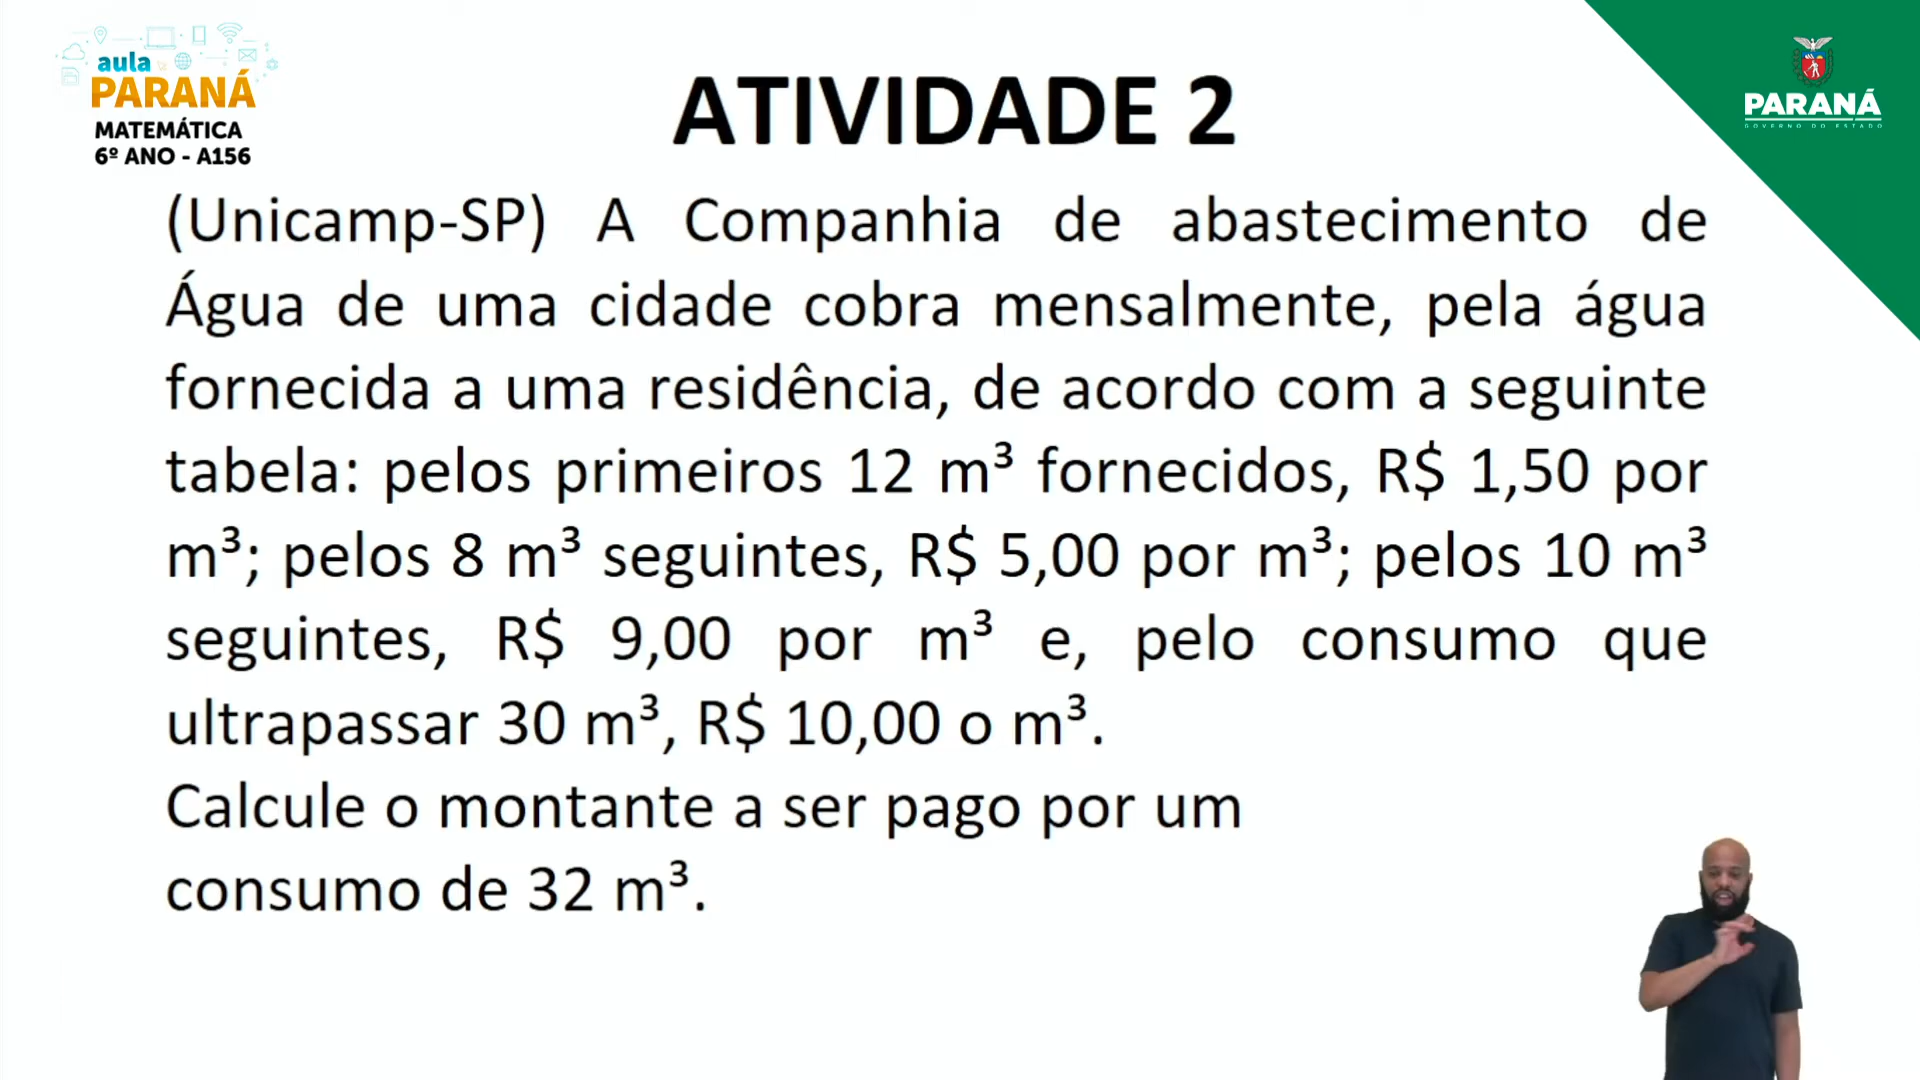 aula
PARANÁ
MATEMÁTICA
6º ANO - A156
PARANÁ
GOVERNO DO ESTADO
ATIVIDADE 2
(Unicamp-SP) A Companhia de abastecimento de
Água de uma cidade cobra mensalmente, pela água
fornecida a uma residência, de acordo com a seguinte
tabela: pelos primeiros 12 m³ fornecidos, R$ 1,50 por
m³; pelos 8 m³ seguintes, R$ 5,00 por m³; pelos 10 m³
seguintes, R$ 9,00 por m³ e, pelo consumo que
ultrapassar 30 m³, R$ 10,00 o m³.
Calcule o montante a ser pago por um
consumo de 32 m³.